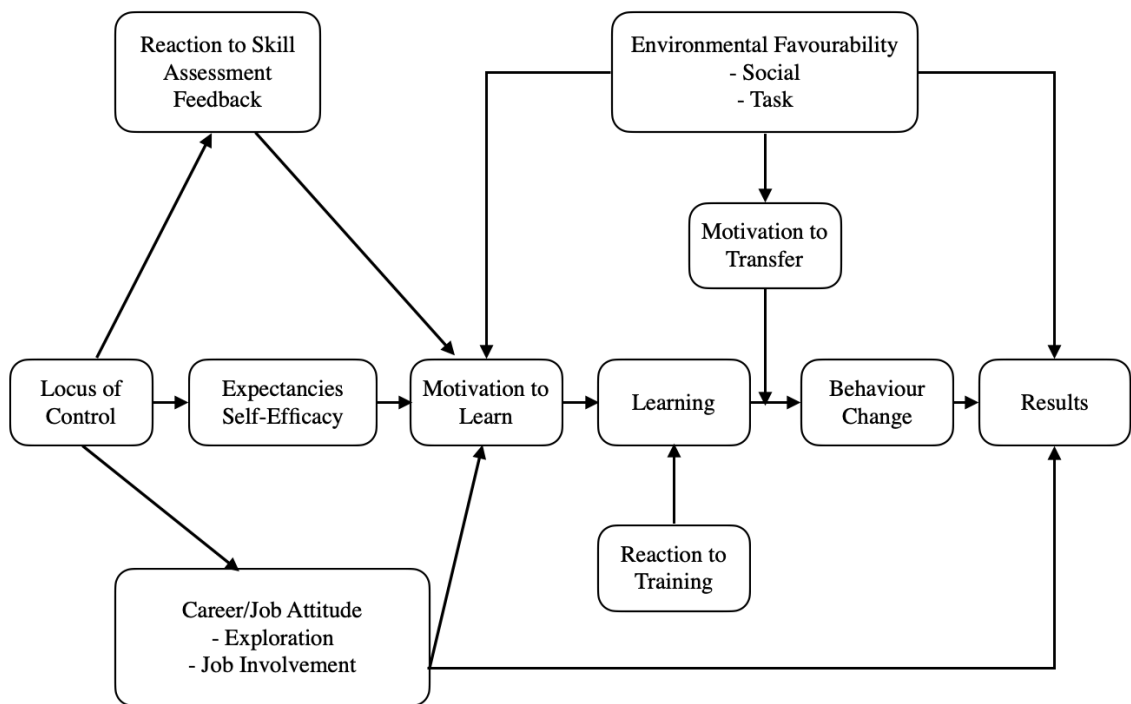 Reaction to Skill
Assessment
Feedback
Environmental Favourability
- Social
- Task
Motivation to
Transfer
Locus of
Control
Expectancies
Self-Efficacy
Motivation to
Learn
Learning
Behaviour
Change
Results
Reaction to
Training
Career/Job Attitude
- Exploration
- Job Involvement